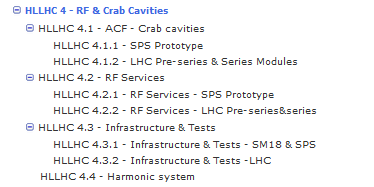 HLLHC 4 - RF & Crab Cavities
HLLHC 4.1 - ACF - Crab cavities
HLLHC 4.1.1 - SPS Prototype
HLLHC 4.1.2 - LHC Pre-series & Series Modules
HLLHC 4.2 - RF Services
HLLHC 4.2.1 - RF Services - SPS Prototype
HLLHC 4.2.2 - RF Services - LHC Pre-series&series
HLLHC 4.3 - Infrastructure & Tests
HLLHC 4.3.1 - Infrastructure & Tests - SM18 & SPS
HLLHC 4.3.2 - Infrastructure & Tests -LHC
HLLHC 4.4 - Harmonic system